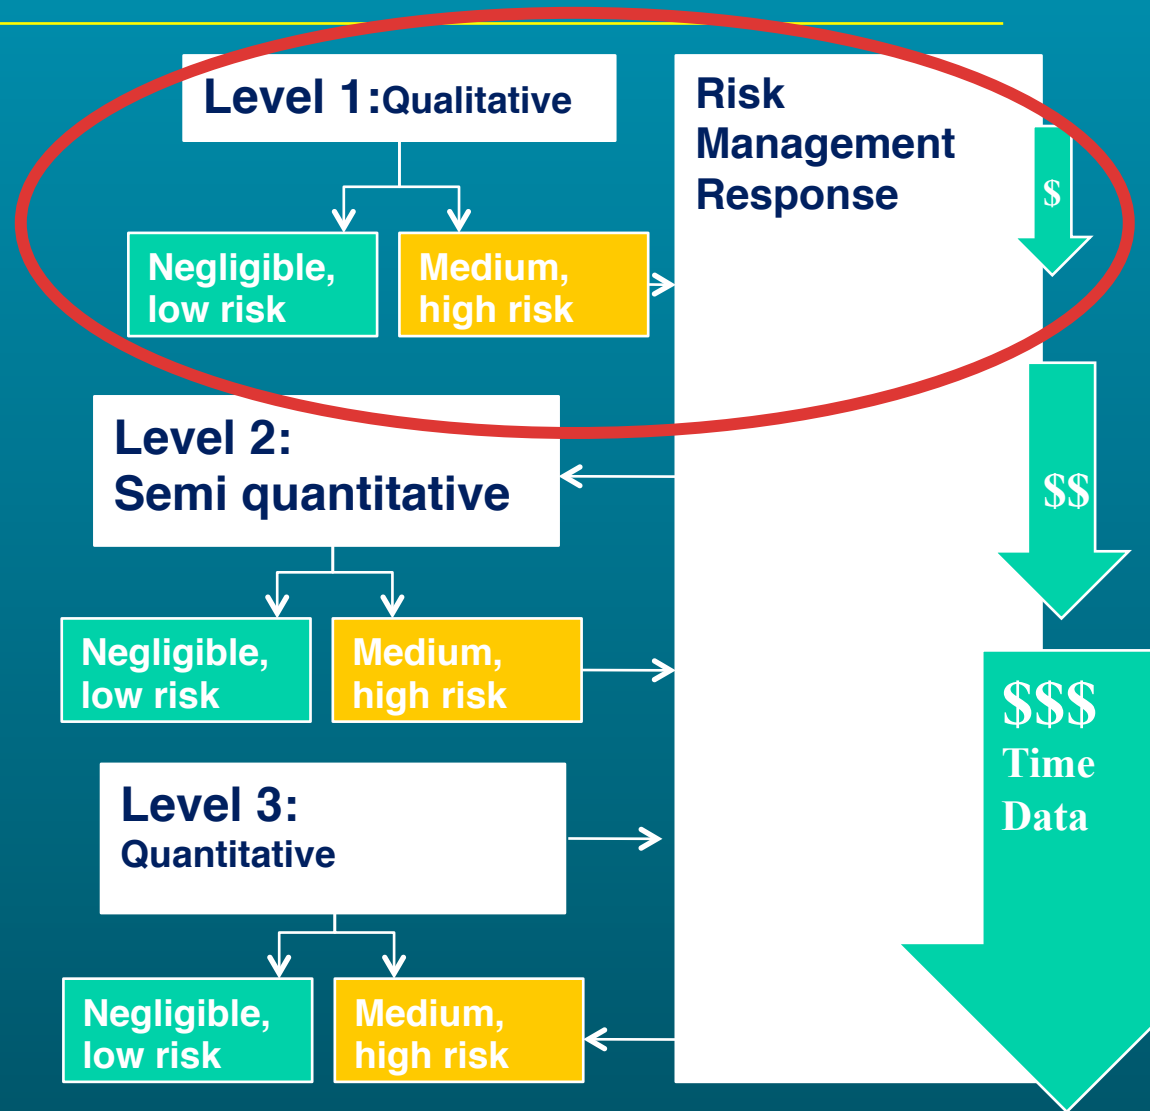 Level 1:Qualitative
Risk
Management
Response
$
Negligible,
low risk
Medium,
high risk
Level 2:
Semi quantitative
$$
Negligible,
low risk
Medium,
high risk
$$$
Time
Data
Level 3:
Quantitative
Negligible,
low risk
Medium,
high risk